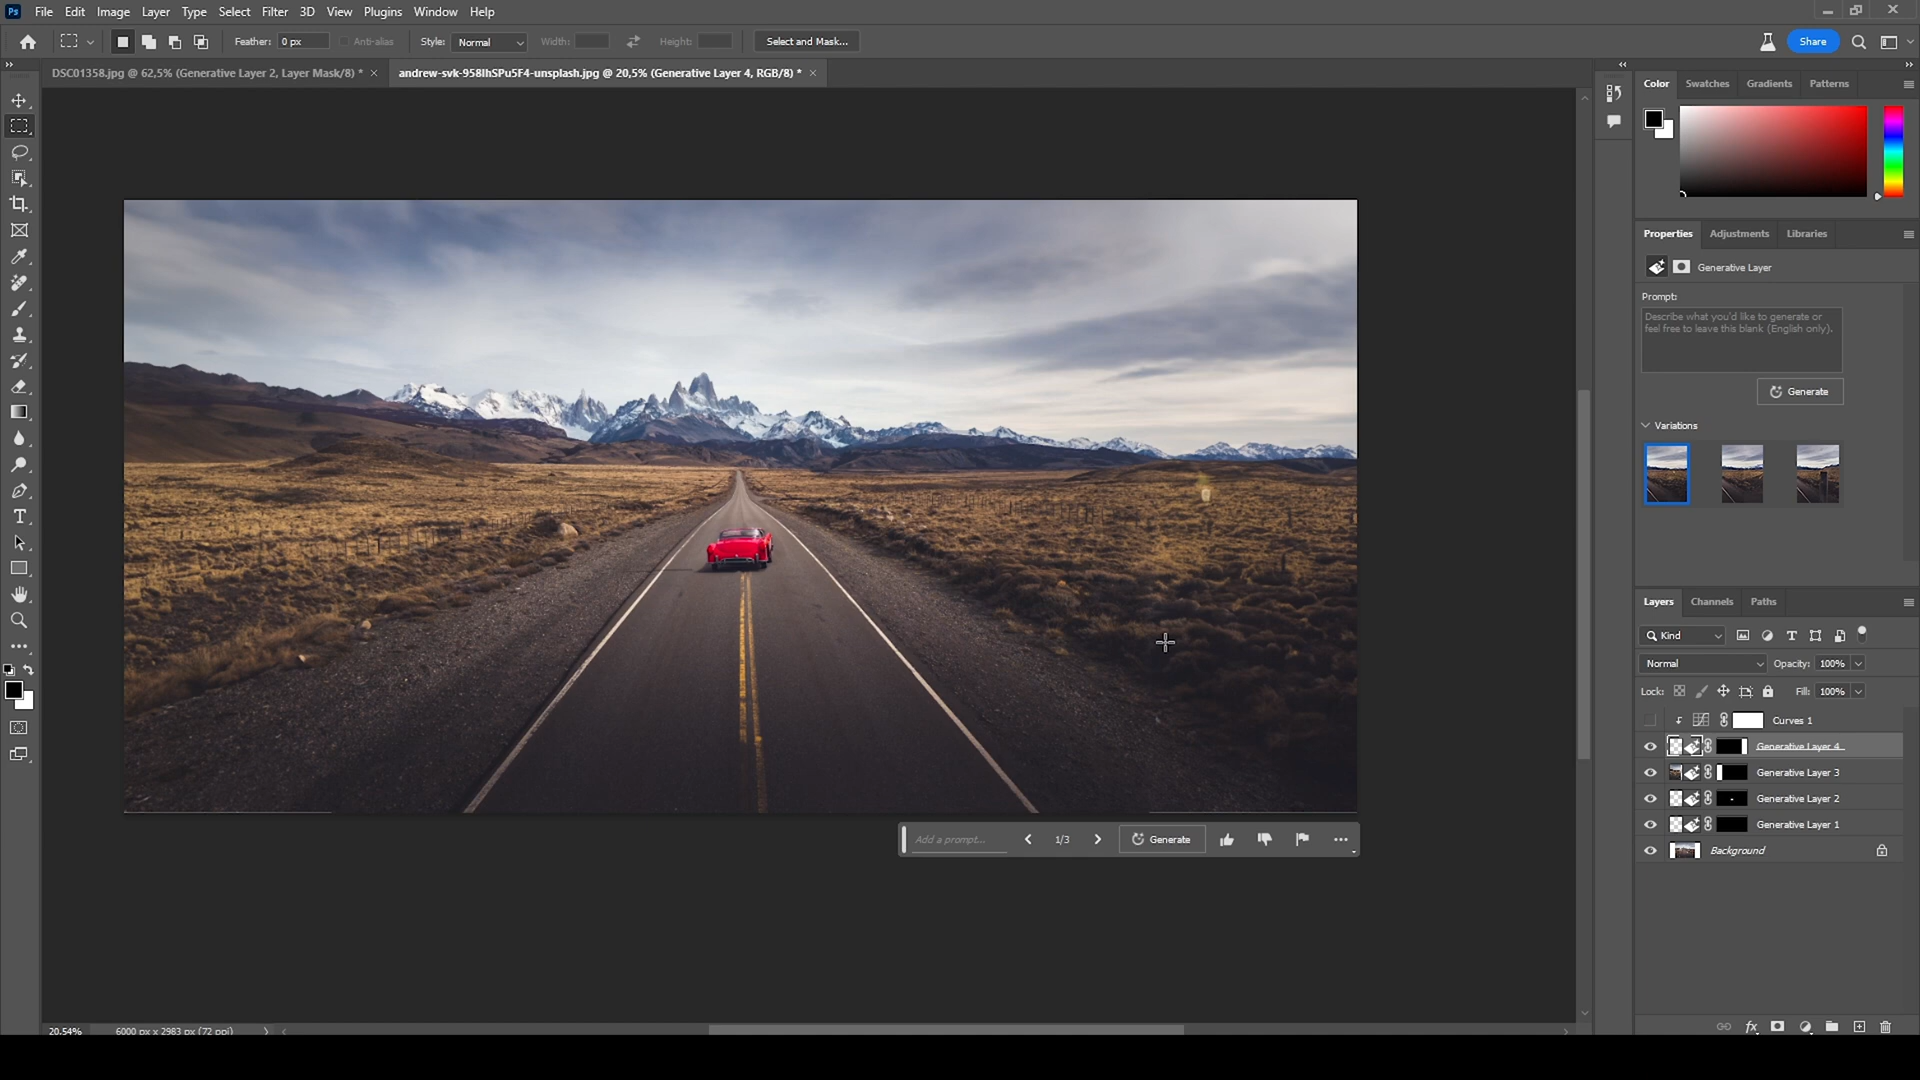 Ps File Edit Image Layer Type Select Filter 3D View Plugins Window Help
Feather: 0 px Anti-alias Style: Normal Width: Height: Select and Mask... Share
DSC01358.jpg @ 62,5% (Generative Layer 2, Layer Mask/8) * × andrew-svk-958lhSPu5F4-unsplash.jpg @ 20,5% (Generative Layer 4, RGB/8) * ×
Color Swatches Gradients Patterns
Properties Adjustments Libraries
Generative Layer
Prompt:
Describe what you'd like to generate or
feel free to leave this blank (English only).
Generate
Variations
Layers Channels Paths
Kind
Normal Opacity: 100%
Lock: Fill: 100%
Curves 1
Generative Layer 4
Generative Layer 3
Generative Layer 2
Generative Layer 1
Background
Add a prompt... 1/3 Generate
20,54% 6000 px x 2983 px (72 ppi)